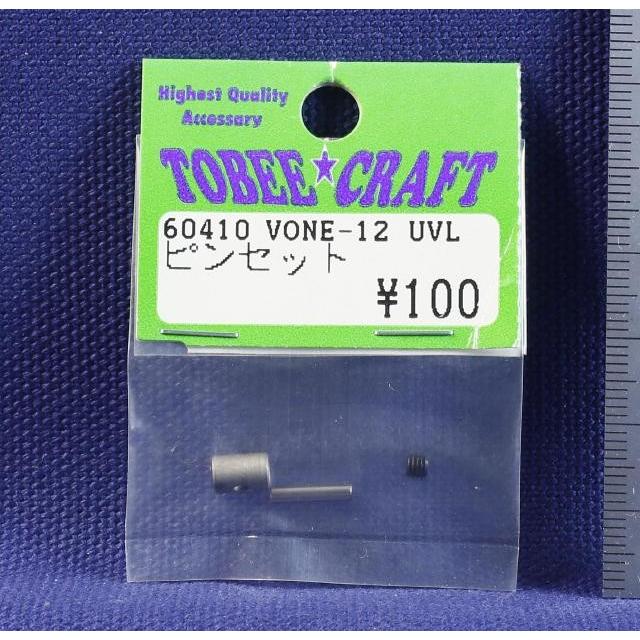 Highest Quality
Accessary
TOBEE★CRAFT
60410 VONE-12 UVL
ピンセット
¥100